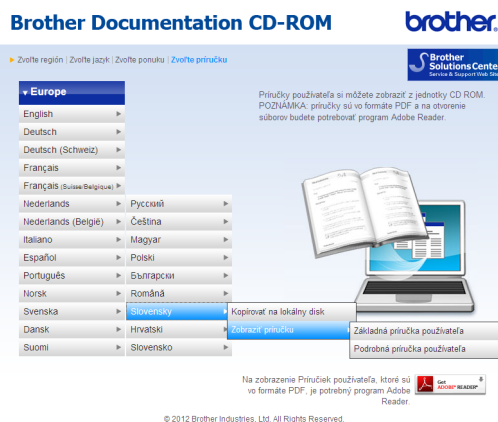 Brother Documentation CD-ROM
brother
Zvoľte región | Zvoľte jazyk | Zvoľte ponuku | Zvoľte príručku
Brother
Solutions Cente
Service & Support Web Site
Europe
English
Deutsch
Deutsch (Schweiz)
Français
Français (Suisse/Belgique)
Nederlands
Nederlands (België)
Italiano
Español
Português
Norsk
Svenska
Dansk
Suomi
Русский
Čeština
Magyar
Polski
Български
Română
Slovensky
Hrvatski
Slovensko
Kopírovať na lokálny disk
Zobraziť príručku
Základná príručka používateľa
Podrobná príručka používateľa
Príručky používateľa si môžete zobraziť z jednotky CD ROM.
POZNÁMKA: príručky sú vo formáte PDF a na otvorenie
súborov budete potrebovať program Adobe Reader.
Na zobrazenie Príručiek používateľa, ktoré sú
vo formáte PDF, je potrebný program Adobe
Reader.
Get
ADOBE® READER®
© 2012 Brother Industries, Ltd. All Rights Reserved.